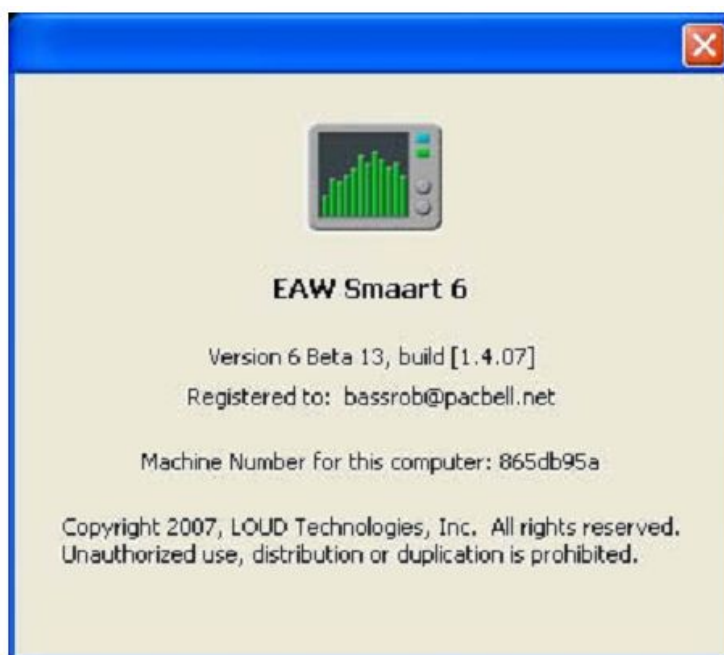 EAW Smaart 6
Version 6 Beta 13, build [1.4.07]
Registered to: bassrob@pacbell.net
Machine Number for this computer: 865db95a
Copyright 2007, LOUD Technologies, Inc. All rights reserved.
Unauthorized use, distribution or duplication is prohibited.